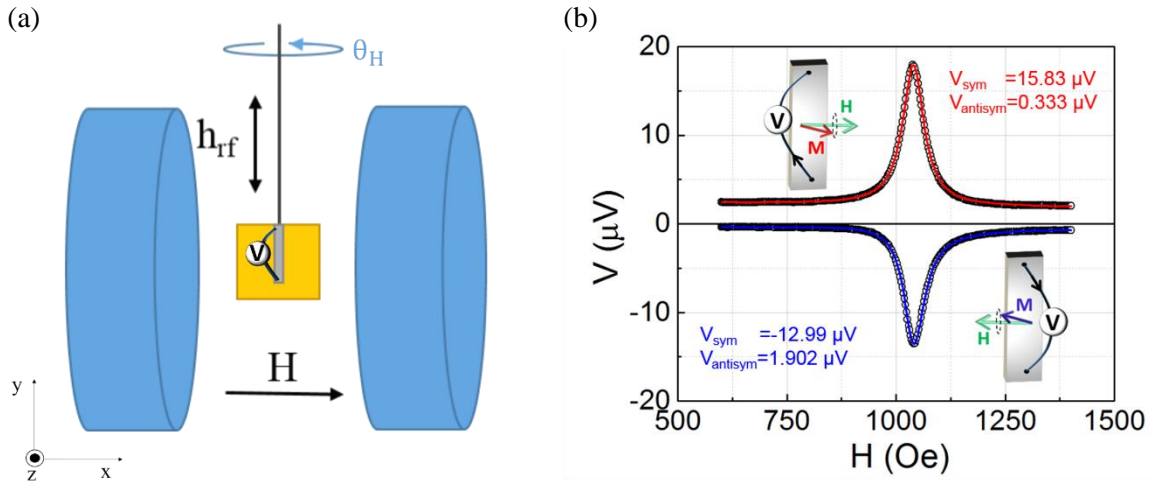 (a)
θH
hrf
V
H
y
z
x
(b)
20
10
0
-10
-20
V (μV)
Vsym =15.83 μV
Vantisym=0.333 μV
V
H
M
Vsym =-12.99 μV
Vantisym=1.902 μV
M
V
H
500
750
1000
1250
1500
H (Oe)